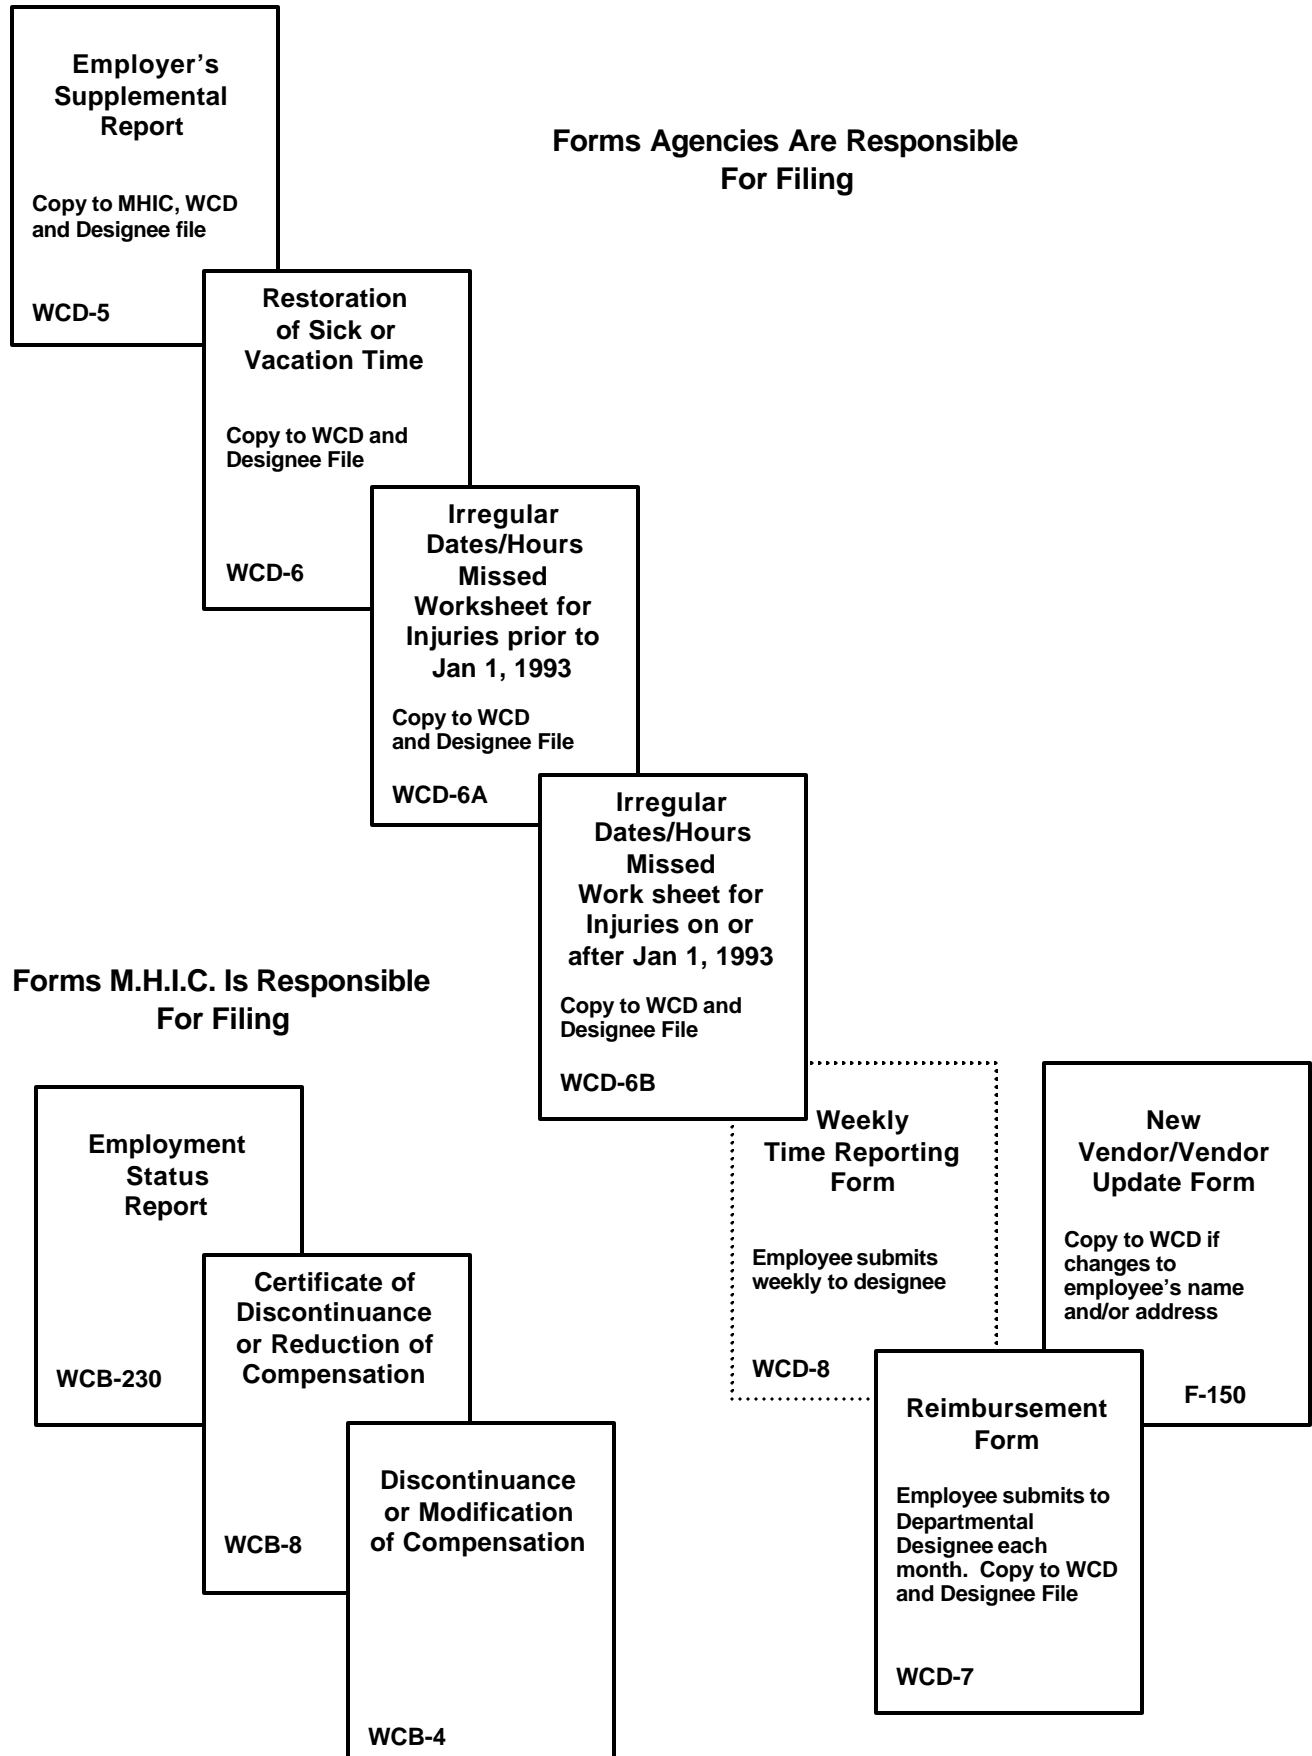 Employer’s
Supplemental
Report
Copy to MHIC, WCD
and Designee file
WCD-5
Forms Agencies Are Responsible
For Filing
Restoration
of Sick or
Vacation Time
Copy to WCD and
Designee File
WCD-6
Irregular
Dates/Hours
Missed
Worksheet for
Injuries prior to
Jan 1, 1993
Copy to WCD
and Designee File
WCD-6A
Irregular
Dates/Hours
Missed
Work sheet for
Injuries on or
after Jan 1, 1993
Copy to WCD and
Designee File
WCD-6B
Forms M.H.I.C. Is Responsible
For Filing
Employment
Status
Report
WCB-230
Certificate of
Discontinuance
or Reduction of
Compensation
WCB-8
Discontinuance
or Modification
of Compensation
WCB-4
Weekly
Time Reporting
Form
Employee submits
weekly to designee
WCD-8
New
Vendor/Vendor
Update Form
Copy to WCD if
changes to
employee’s name
and/or address
F-150
Reimbursement
Form
Employee submits to
Departmental
Designee each
month.  Copy to WCD
and Designee File
WCD-7